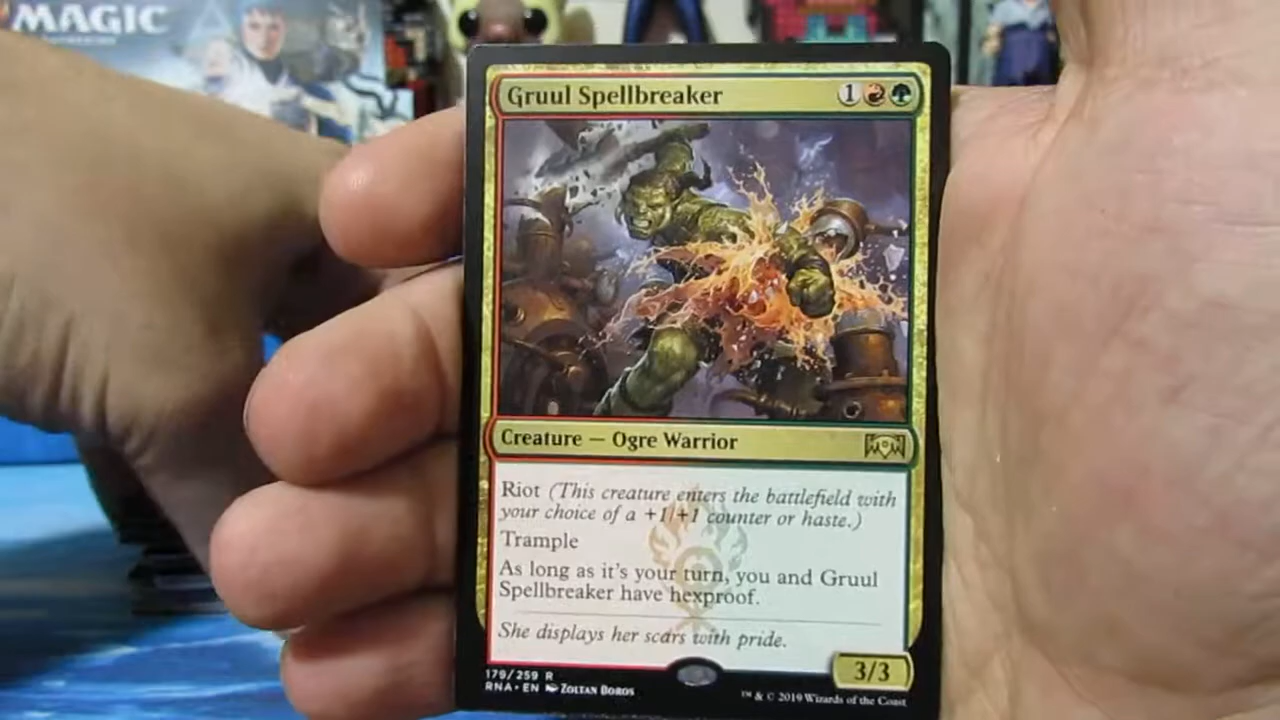 MAGIC
Gruul Spellbreaker 1
Creature — Ogre Warrior
Riot (This creature enters the battlefield with
your choice of a +1/+1 counter or haste.)
Trample
As long as it's your turn, you and Gruul
Spellbreaker have hexproof.
She displays her scars with pride.
3/3
179/259 R
RNA • EN Zoltan Boros
™ & © 2019 Wizards of the Coast